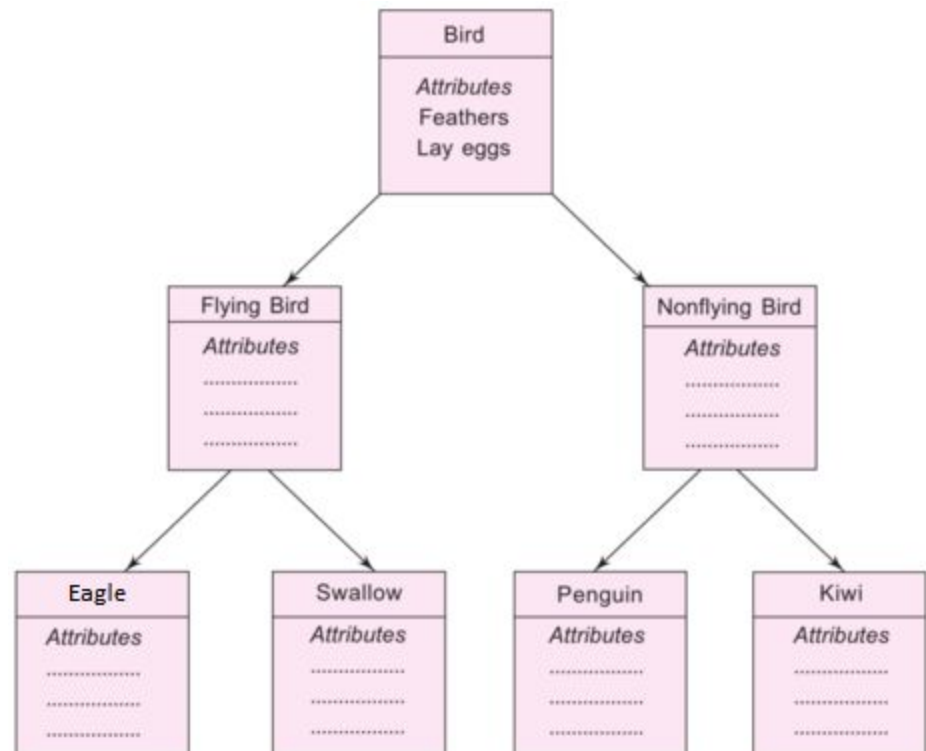 Bird
Attributes
Feathers
Lay eggs
Flying Bird
Attributes
................
................
................
Nonflying Bird
Attributes
................
................
................
Eagle
Attributes
................
................
................
Swallow
Attributes
................
................
................
Penguin
Attributes
................
................
................
Kiwi
Attributes
................
................
................